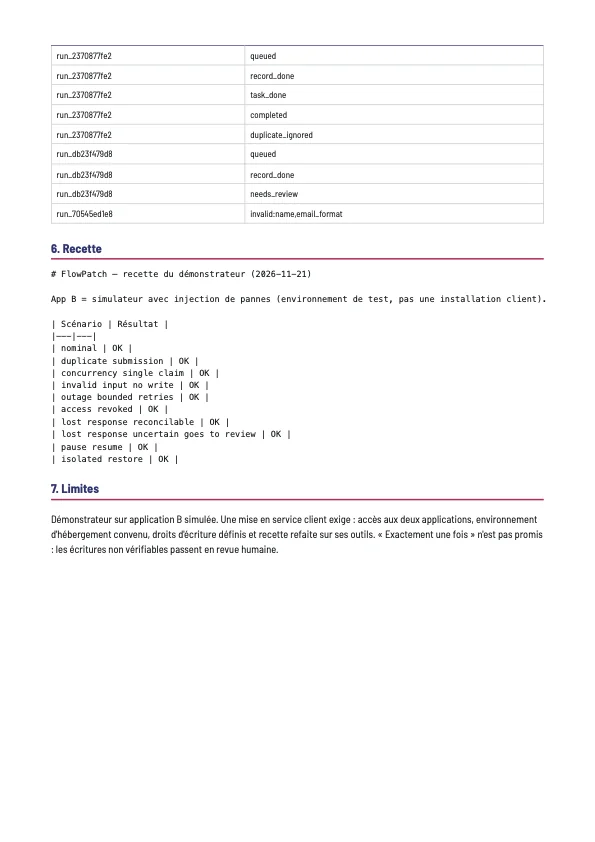 run_2370877fe2 queued
run_2370877fe2 record_done
run_2370877fe2 task_done
run_2370877fe2 completed
run_2370877fe2 duplicate_ignored
run_db23f479d8 queued
run_db23f479d8 record_done
run_db23f479d8 needs_review
run_70545ed1e8 invalid:name,email_format
6. Recette
# FlowPatch — recette du démonstrateur (2026-11-21)
App B = simulateur avec injection de pannes (environnement de test, pas une installation client).
| Scénario | Résultat |
|---|---|
| nominal | OK |
| duplicate submission | OK |
| concurrency single claim | OK |
| invalid input no write | OK |
| outage bounded retries | OK |
| access revoked | OK |
| lost response reconcilable | OK |
| lost response uncertain goes to review | OK |
| pause resume | OK |
| isolated restore | OK |
7. Limites
Démonstrateur sur application B simulée. Une mise en service client exige : accès aux deux applications, environnement
d'hébergement convenu, droits d'écriture définis et recette refaite sur ses outils. « Exactement une fois » n'est pas promis
: les écritures non vérifiables passent en revue humaine.